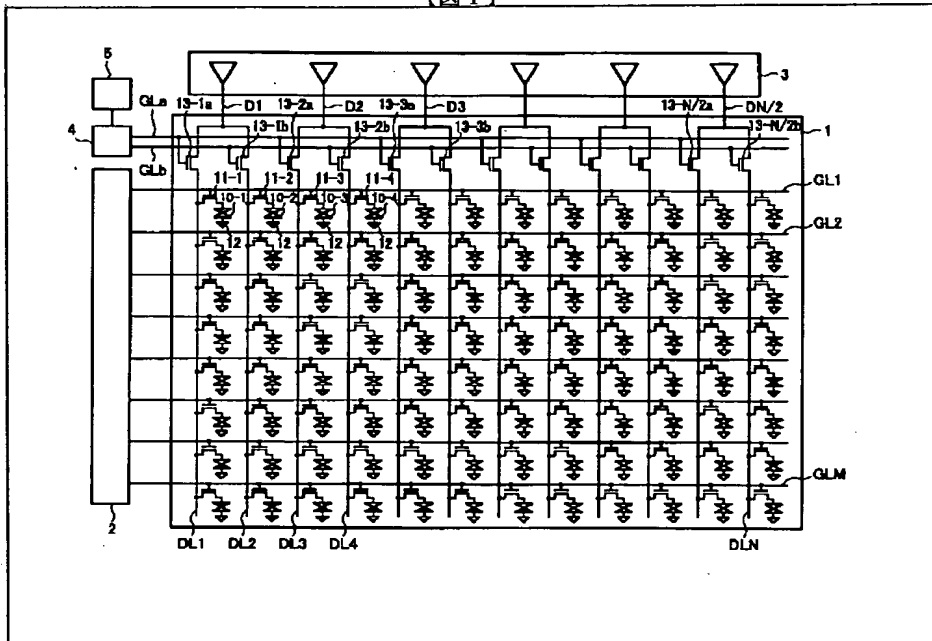 【図1】
5
3
13-1a GLa D1 13-2a D2 13-3a D3 13-N/2a DN/2
4 13-1b 13-2b 13-3b 13-N/2b 1
GLb
11-1 11-2 11-3 11-4 GL1
10-1 10-2 10-3 10-4
12 12 12 12 GL2
GLM
2 DL1 DL2 DL3 DL4 DLN